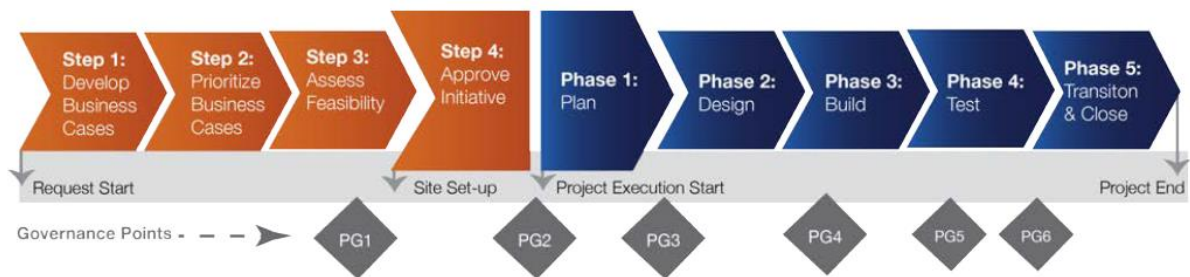 Step 1:
Develop
Business
Cases
Step 2:
Prioritize
Business
Cases
Step 3:
Assess
Feasibility
Step 4:
Approve
Initiative
Phase 1:
Plan
Phase 2:
Design
Phase 3:
Build
Phase 4:
Test
Phase 5:
Transiton
& Close
Request Start
Site Set-up
Project Execution Start
Project End
Governance Points
PG1
PG2
PG3
PG4
PG5
PG6